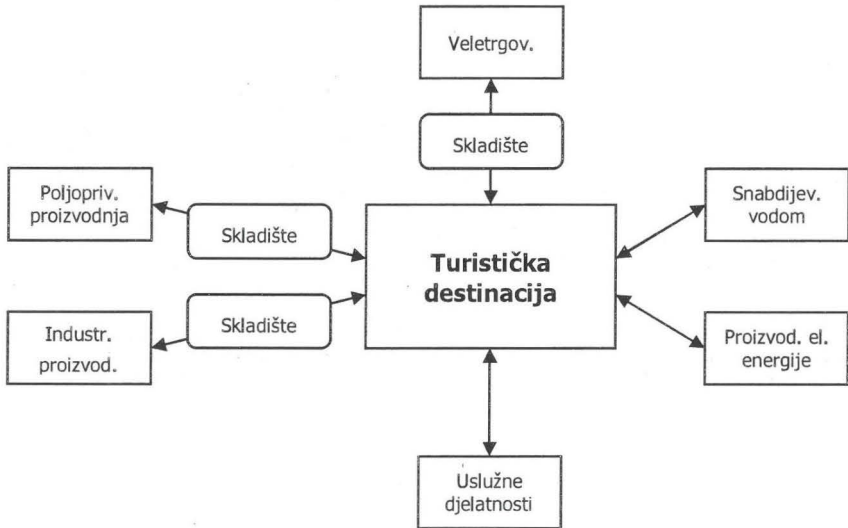 Veletrgov.
Skladište
Poljopriv.
proizvodnja
Skladište
Snabdijev.
vodom
Turistička
destinacija
Industr.
proizvod.
Skladište
Proizvod. el.
energije
Uslužne
djelatnosti